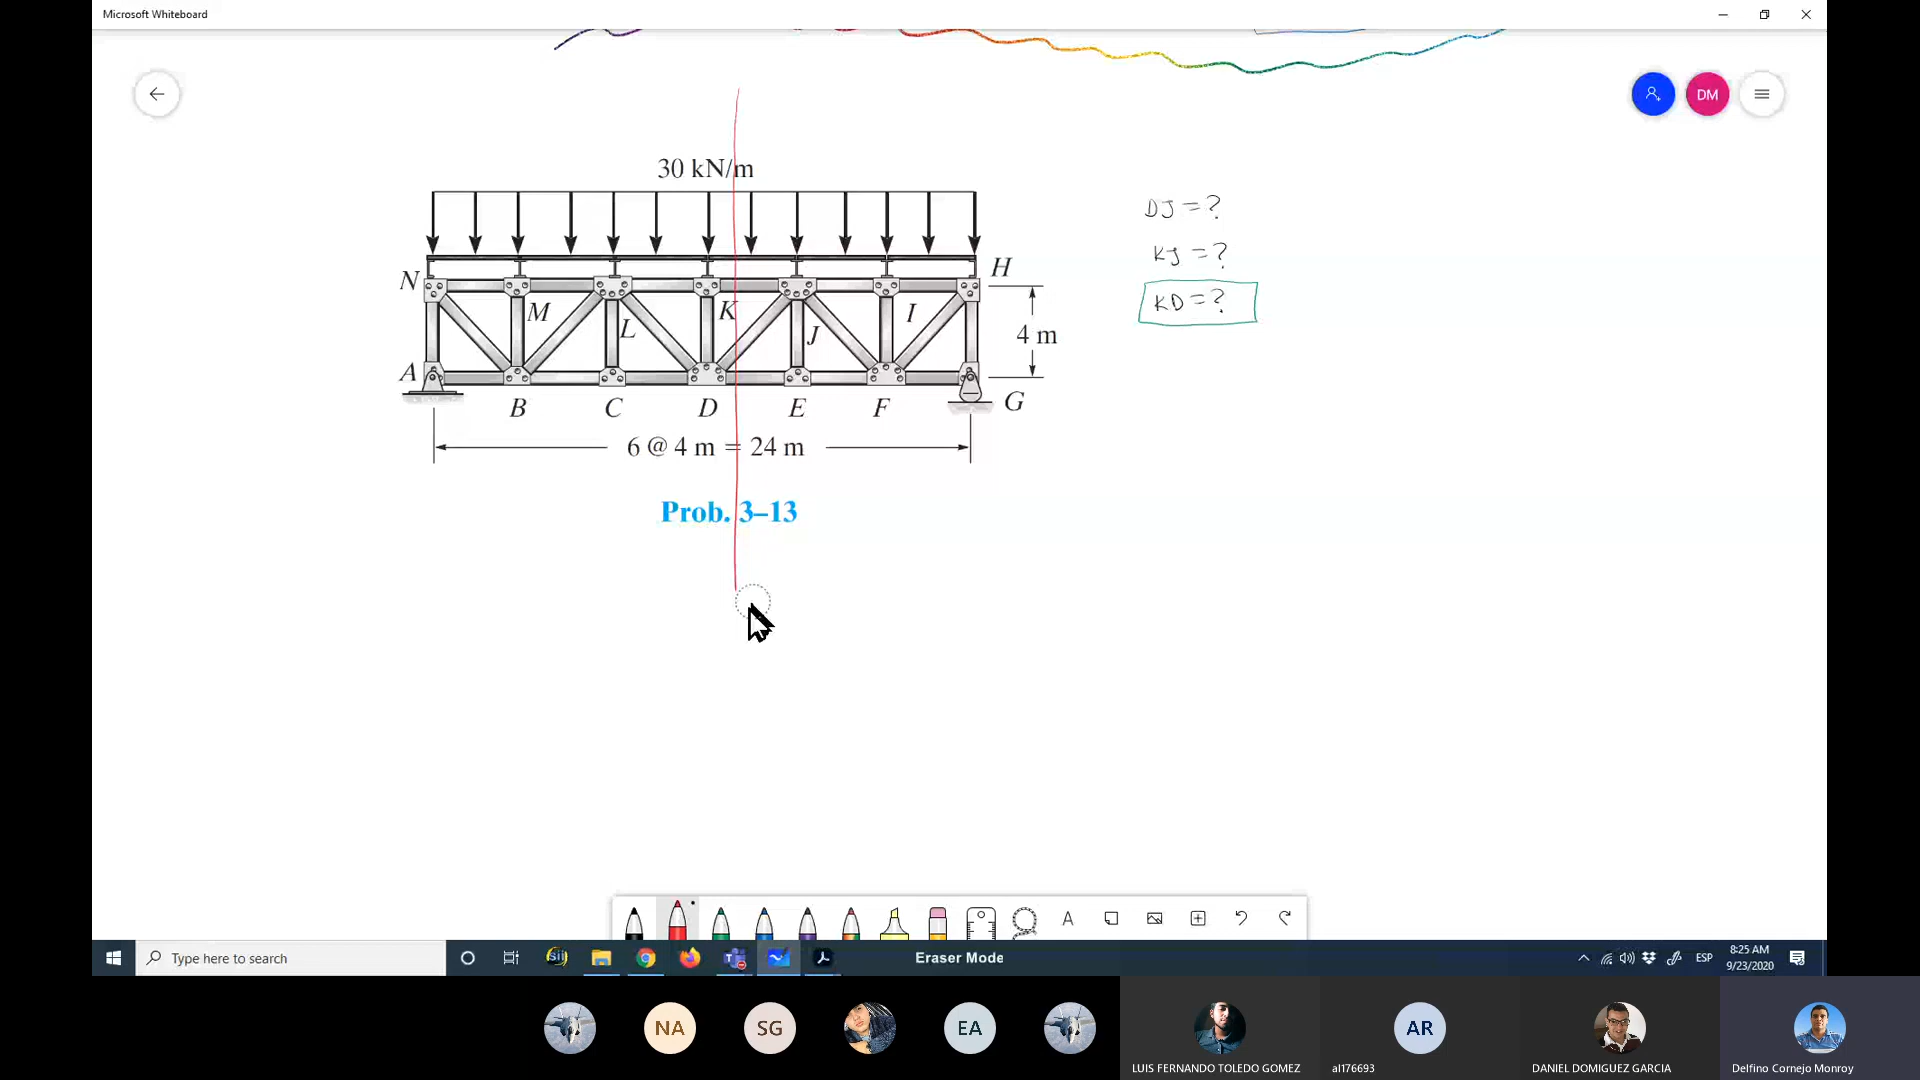 Microsoft Whiteboard
DM
30 kN/m
DJ = ?
KJ = ?
KD = ?
N
H
M
L
K
J
I
4 m
A
B
C
D
E
F
G
6 @ 4 m = 24 m
Prob. 3–13
A
Type here to search
sii
Eraser Mode
ESP
8:25 AM
9/23/2020
NA
SG
EA
AR
LUIS FERNANDO TOLEDO GOMEZ
al176693
DANIEL DOMIGUEZ GARCIA
Delfino Cornejo Monroy